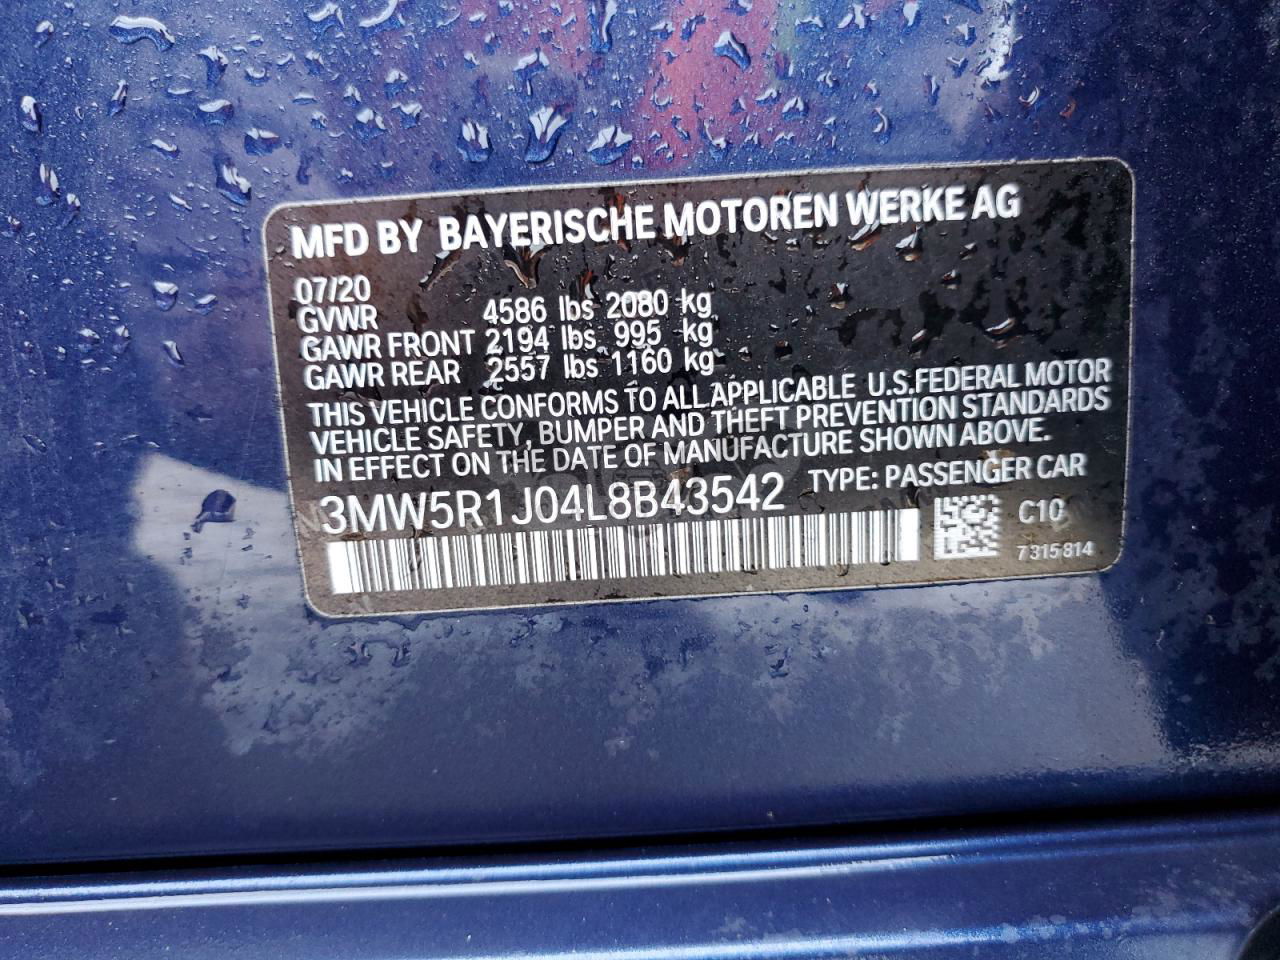 MFD BY BAYERISCHE MOTOREN WERKE AG
07/20
GVWR 4586 lbs 2080 kg
GAWR FRONT 2194 lbs 995 kg
GAWR REAR 2557 lbs 1160 kg
THIS VEHICLE CONFORMS TO ALL APPLICABLE U.S.FEDERAL MOTOR
VEHICLE SAFETY, BUMPER AND THEFT PREVENTION STANDARDS
IN EFFECT ON THE DATE OF MANUFACTURE SHOWN ABOVE.
3MW5R1J04L8B43542 TYPE: PASSENGER CAR
C10
7315814